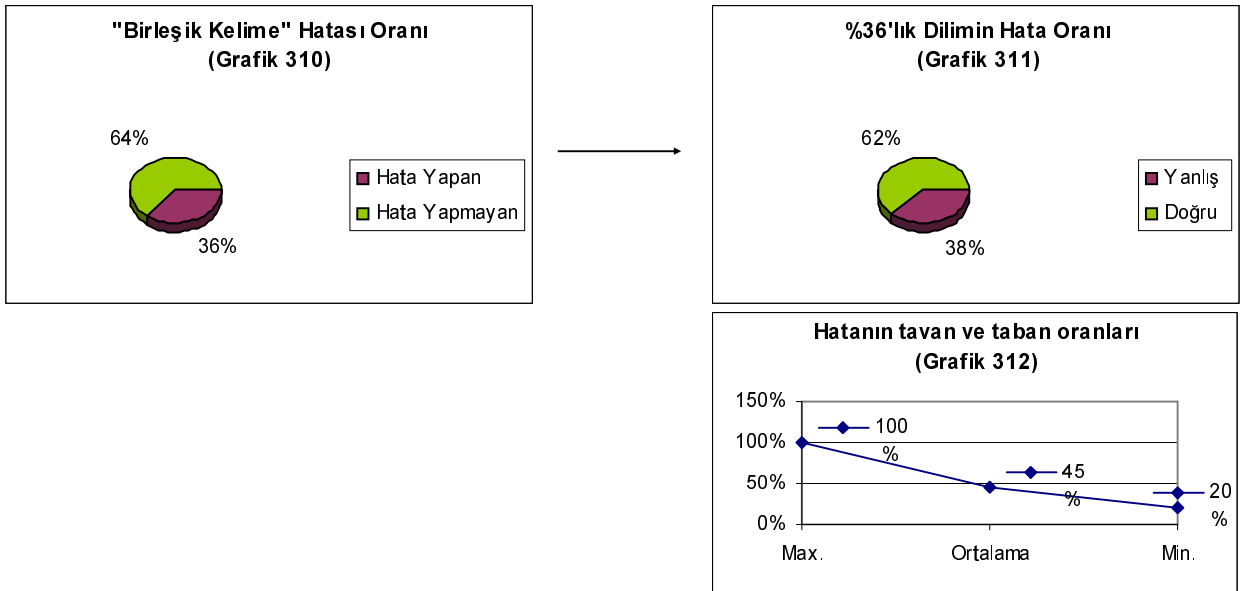 "Birleşik Kelime" Hatası Oranı
(Grafik 310)
64%
36%
Hata Yapan
Hata Yapmayan
%36'lık Dilimin Hata Oranı
(Grafik 311)
62%
38%
Yanlış
Doğru
Hatanın tavan ve taban oranları
(Grafik 312)
150%
100%
50%
0%
100
%
45
%
20
%
Max.
Ortalama
Min.